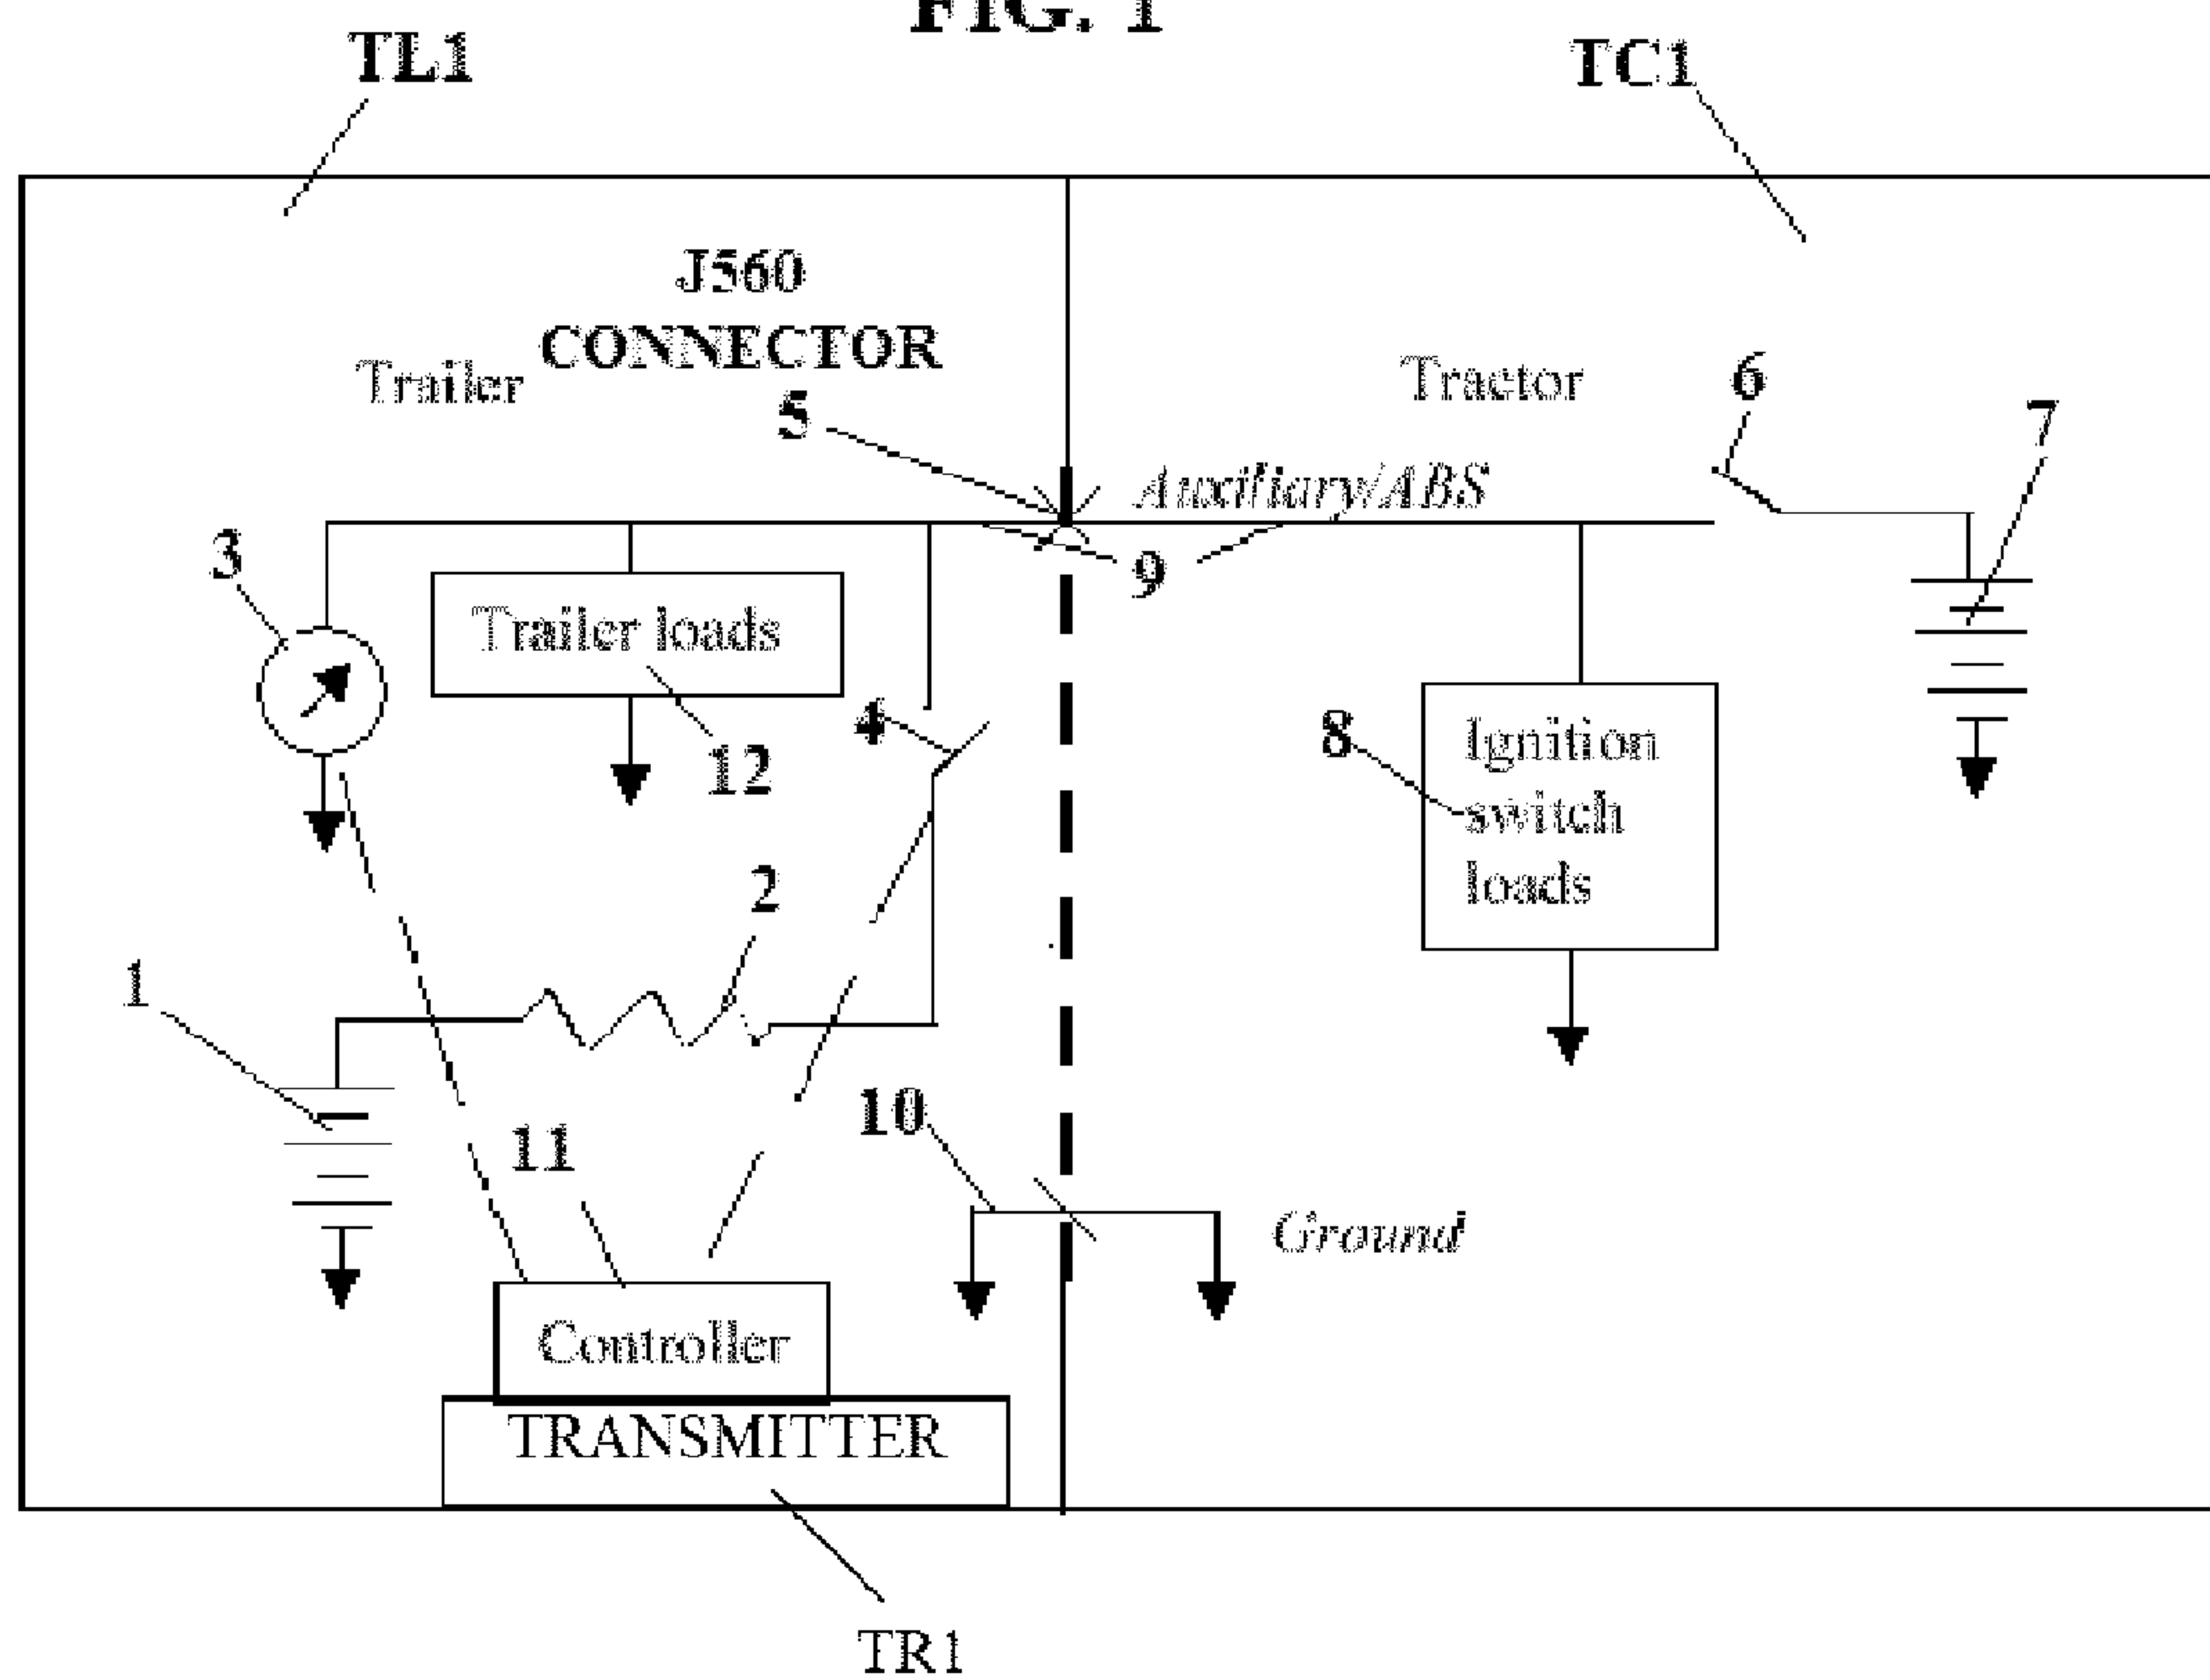 FIG. 1
TL1
TC1
J560
CONNECTOR
Trailer
Tractor
5
6
7
Auxiliary/ABS
3
9
Trailer loads
4
12
8
Ignition
switch
loads
2
1
10
11
Ground
Controller
TRANSMITTER
TR1